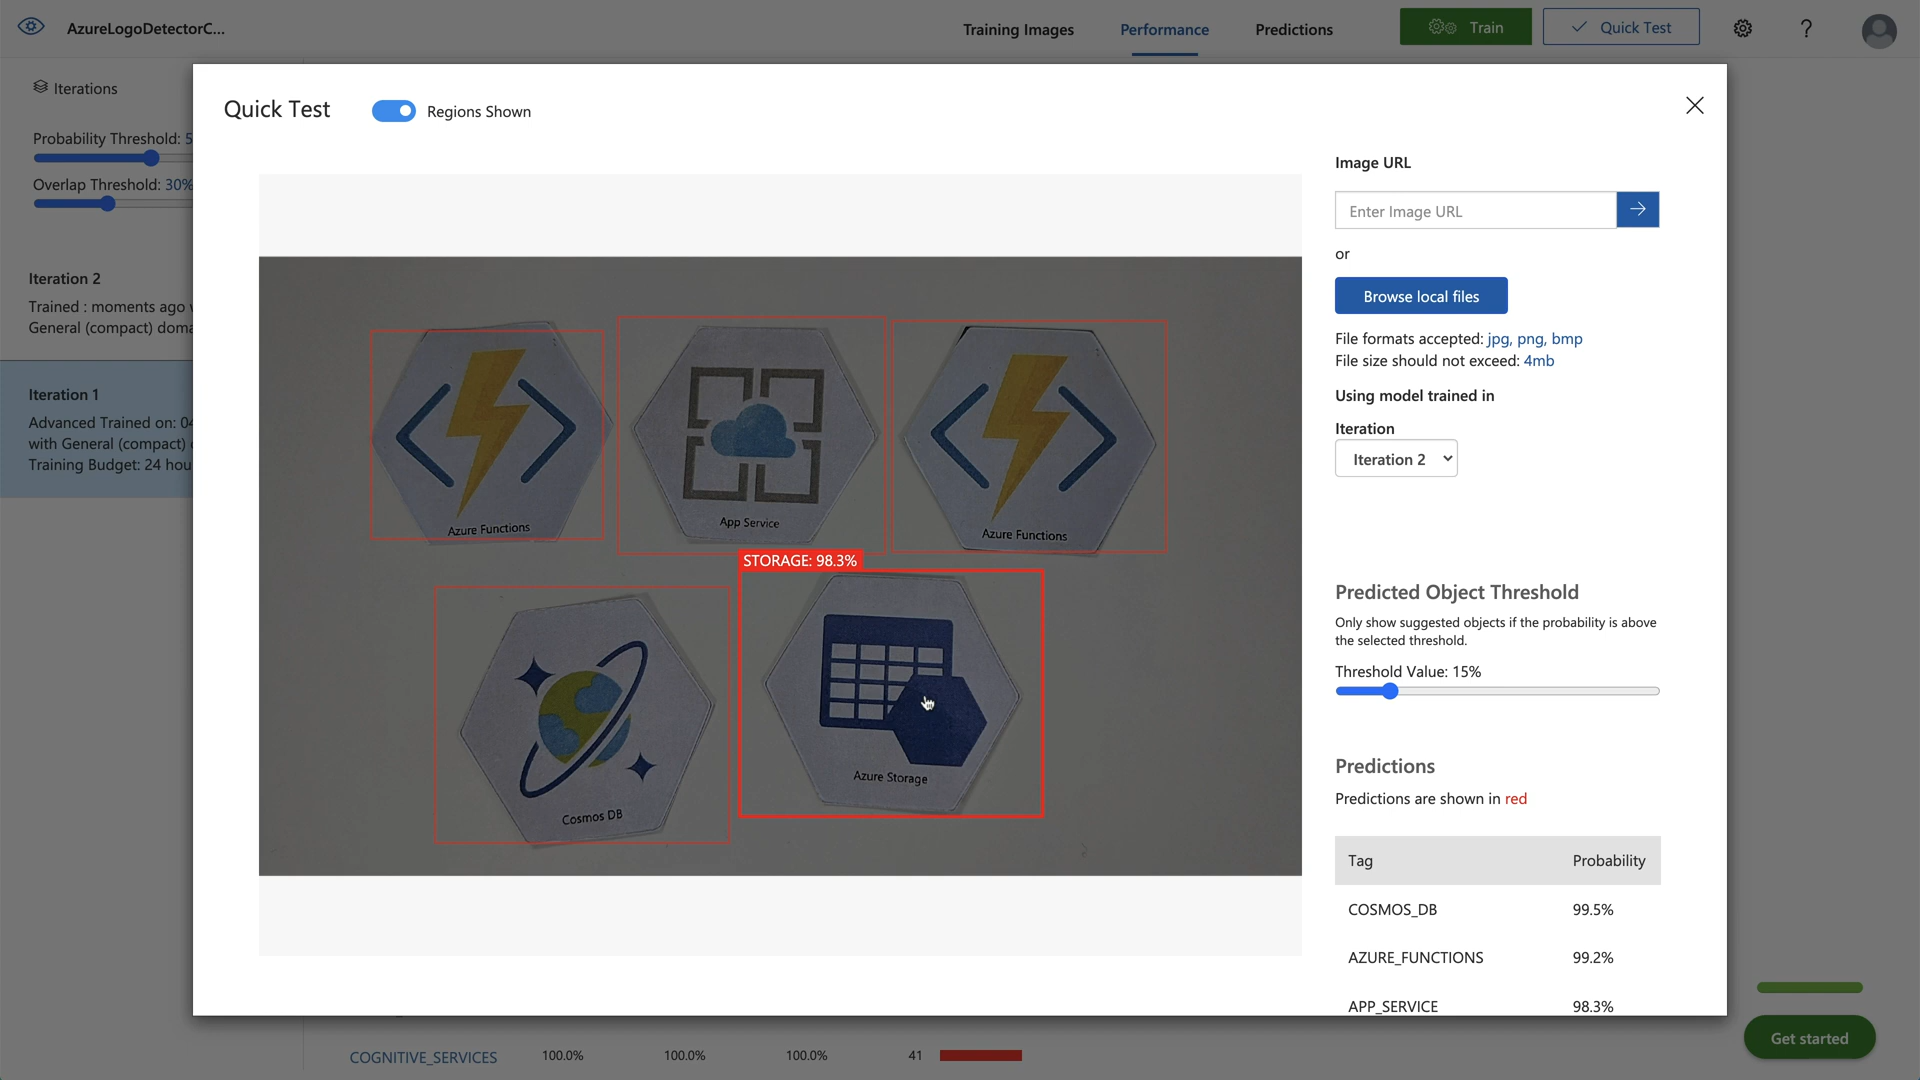 AzureLogoDetectorC...
Training Images
Performance
Predictions
Train
Quick Test
?
Iterations
Probability Threshold: 5
Overlap Threshold: 30%
Iteration 2
Trained : moments ago
General (compact)
Iteration 1
Advanced Trained on: 04
with General (compact)
Training Budget: 24
Quick Test
Regions Shown
Azure Functions
App Service
Azure Functions
STORAGE: 98.3%
Cosmos DB
Azure Storage
Image URL
Enter Image URL
or
Browse local files
File formats accepted: jpg, png, bmp
File size should not exceed: 4mb
Using model trained in
Iteration
Iteration 2
Predicted Object Threshold
Only show suggested objects if the probability is above
the selected threshold.
Threshold Value: 15%
Predictions
Predictions are shown in red
Tag Probability
COSMOS_DB 99.5%
AZURE_FUNCTIONS 99.2%
APP_SERVICE 98.3%
COGNITIVE_SERVICES 100.0% 100.0% 100.0% 41
Get started